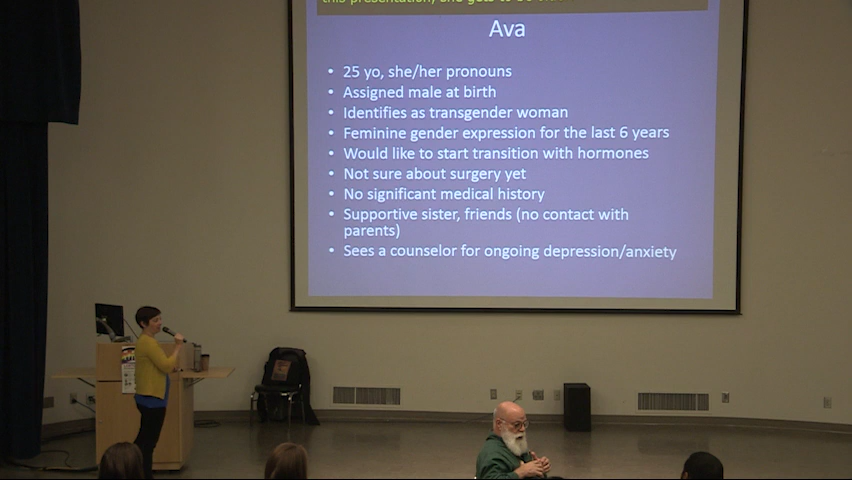 this presentation, she gets to be
Ava
• 25 yo, she/her pronouns
• Assigned male at birth
• Identifies as transgender woman
• Feminine gender expression for the last 6 years
• Would like to start transition with hormones
• Not sure about surgery yet
• No significant medical history
• Supportive sister, friends (no contact with
parents)
• Sees a counselor for ongoing depression/anxiety